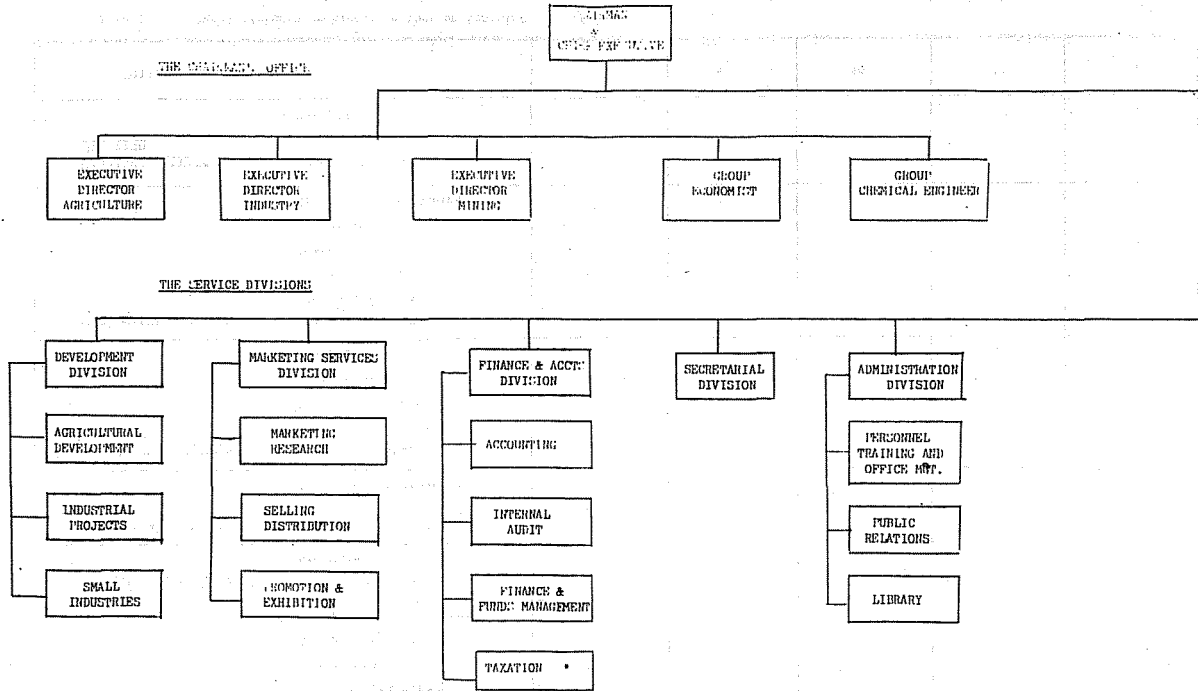 &
CHIEF EXECUTIVE
THE CHAIRMAN'S OFFICE
EXECUTIVE
DIRECTOR
AGRICULTURE
EXECUTIVE
DIRECTOR
INDUSTRY
EXECUTIVE
DIRECTOR
MINING
GROUP
ECONOMIST
GROUP
CHEMICAL ENGINEER
THE SERVICE DIVISIONS
DEVELOPMENT
DIVISION
MARKETING SERVICES
DIVISION
FINANCE & ACCTS
DIVISION
SECRETARIAL
DIVISION
ADMINISTRATION
DIVISION
AGRICULTURAL
DEVELOPMENT
MARKETING
RESEARCH
ACCOUNTING
PERSONNEL
TRAINING AND
OFFICE MGT.
INDUSTRIAL
PROJECTS
SELLING
DISTRIBUTION
INTERNAL
AUDIT
PUBLIC
RELATIONS
SMALL
INDUSTRIES
PROMOTION &
EXHIBITION
FINANCE &
FUNDS MANAGEMENT
LIBRARY
TAXATION